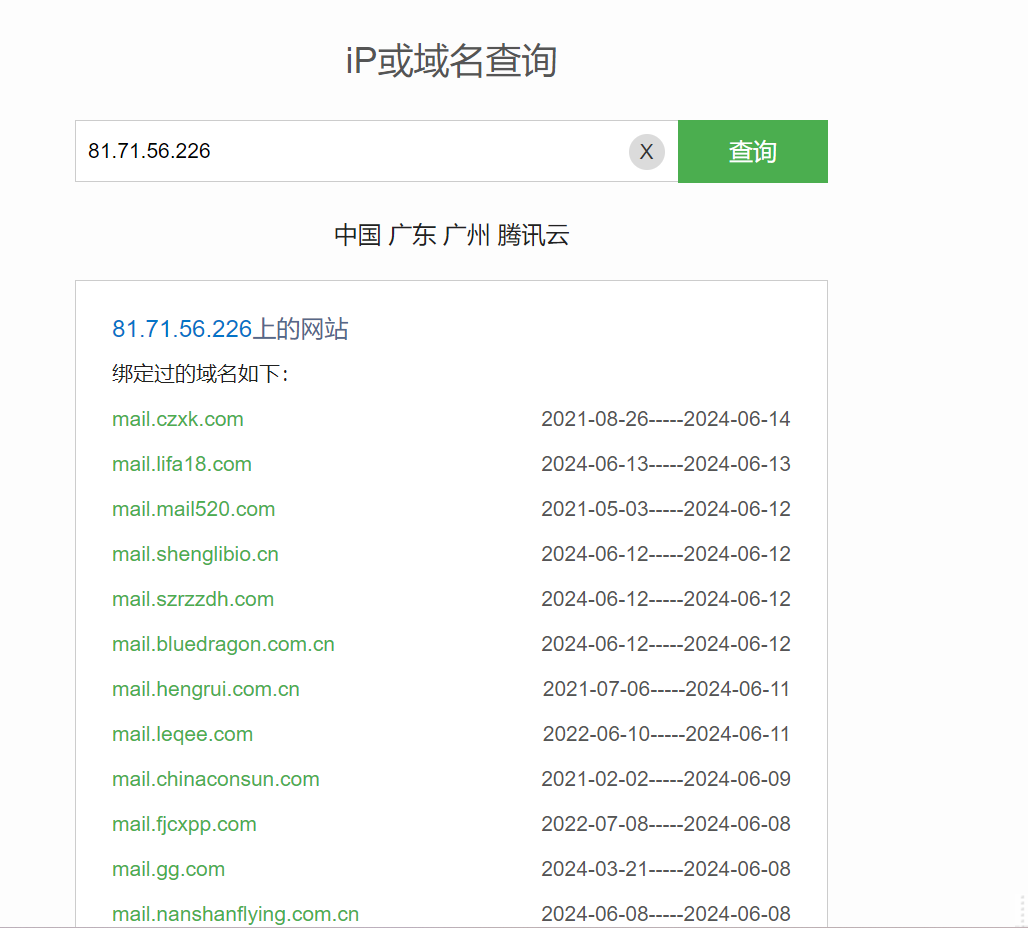 iP或域名查询
81.71.56.226 X 查询
中国 广东 广州 腾讯云
81.71.56.226上的网站
绑定过的域名如下：
mail.czxk.com 2021-08-26-----2024-06-14
mail.lifa18.com 2024-06-13-----2024-06-13
mail.mail520.com 2021-05-03-----2024-06-12
mail.shenglibio.cn 2024-06-12-----2024-06-12
mail.szrzzdh.com 2024-06-12-----2024-06-12
mail.bluedragon.com.cn 2024-06-12-----2024-06-12
mail.hengrui.com.cn 2021-07-06-----2024-06-11
mail.leqee.com 2022-06-10-----2024-06-11
mail.chinaconsun.com 2021-02-02-----2024-06-09
mail.fjcxpp.com 2022-07-08-----2024-06-08
mail.gg.com 2024-03-21-----2024-06-08
mail.nanshanflying.com.cn 2024-06-08-----2024-06-08